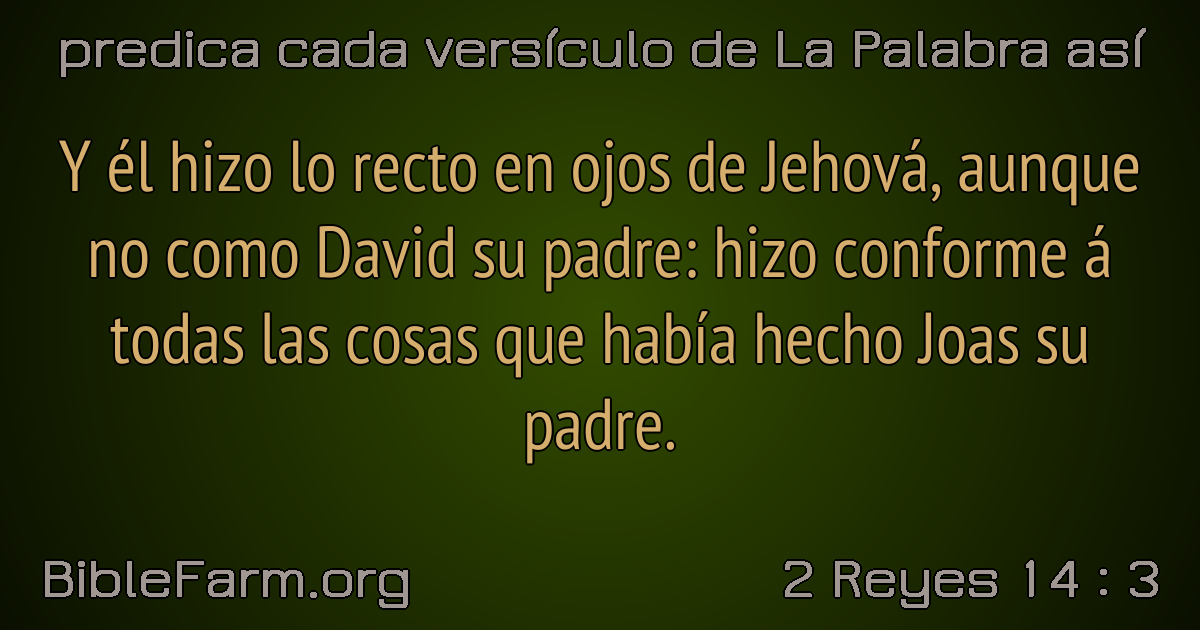 predica cada versículo de La Palabra así
Y él hizo lo recto en ojos de Jehová, aunque
no como David su padre: hizo conforme á
todas las cosas que había hecho Joas su
padre.
BibleFarm.org
2 Reyes 14 : 3